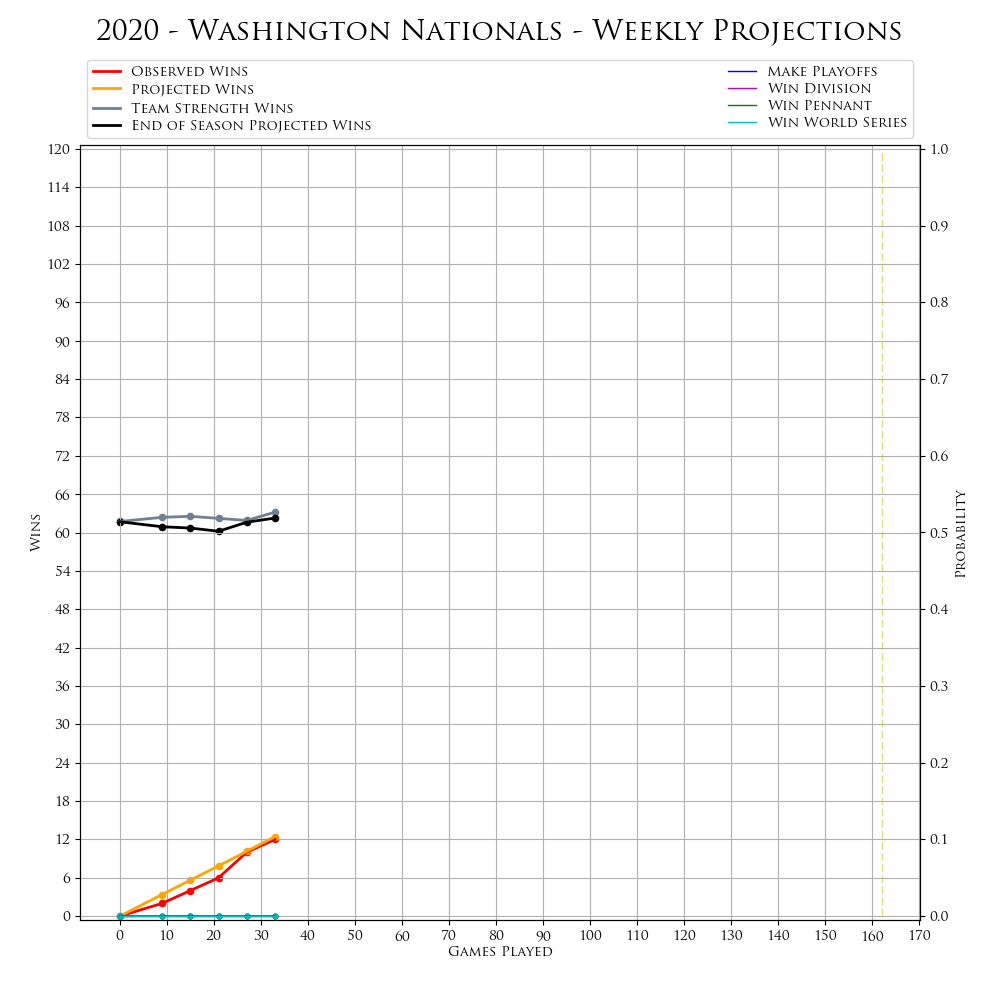 2020 - Washington Nationals - Weekly Projections
Observed Wins
Projected Wins
Team Strength Wins
End of Season Projected Wins
Make Playoffs
Win Division
Win Pennant
Win World Series
120
114
108
102
96
90
84
78
72
66
60
54
48
42
36
30
24
18
12
6
0
Wins
1.0
0.9
0.8
0.7
0.6
0.5
0.4
0.3
0.2
0.1
0.0
Probability
0 10 20 30 40 50 60 70 80 90 100 110 120 130 140 150 160 170
Games Played